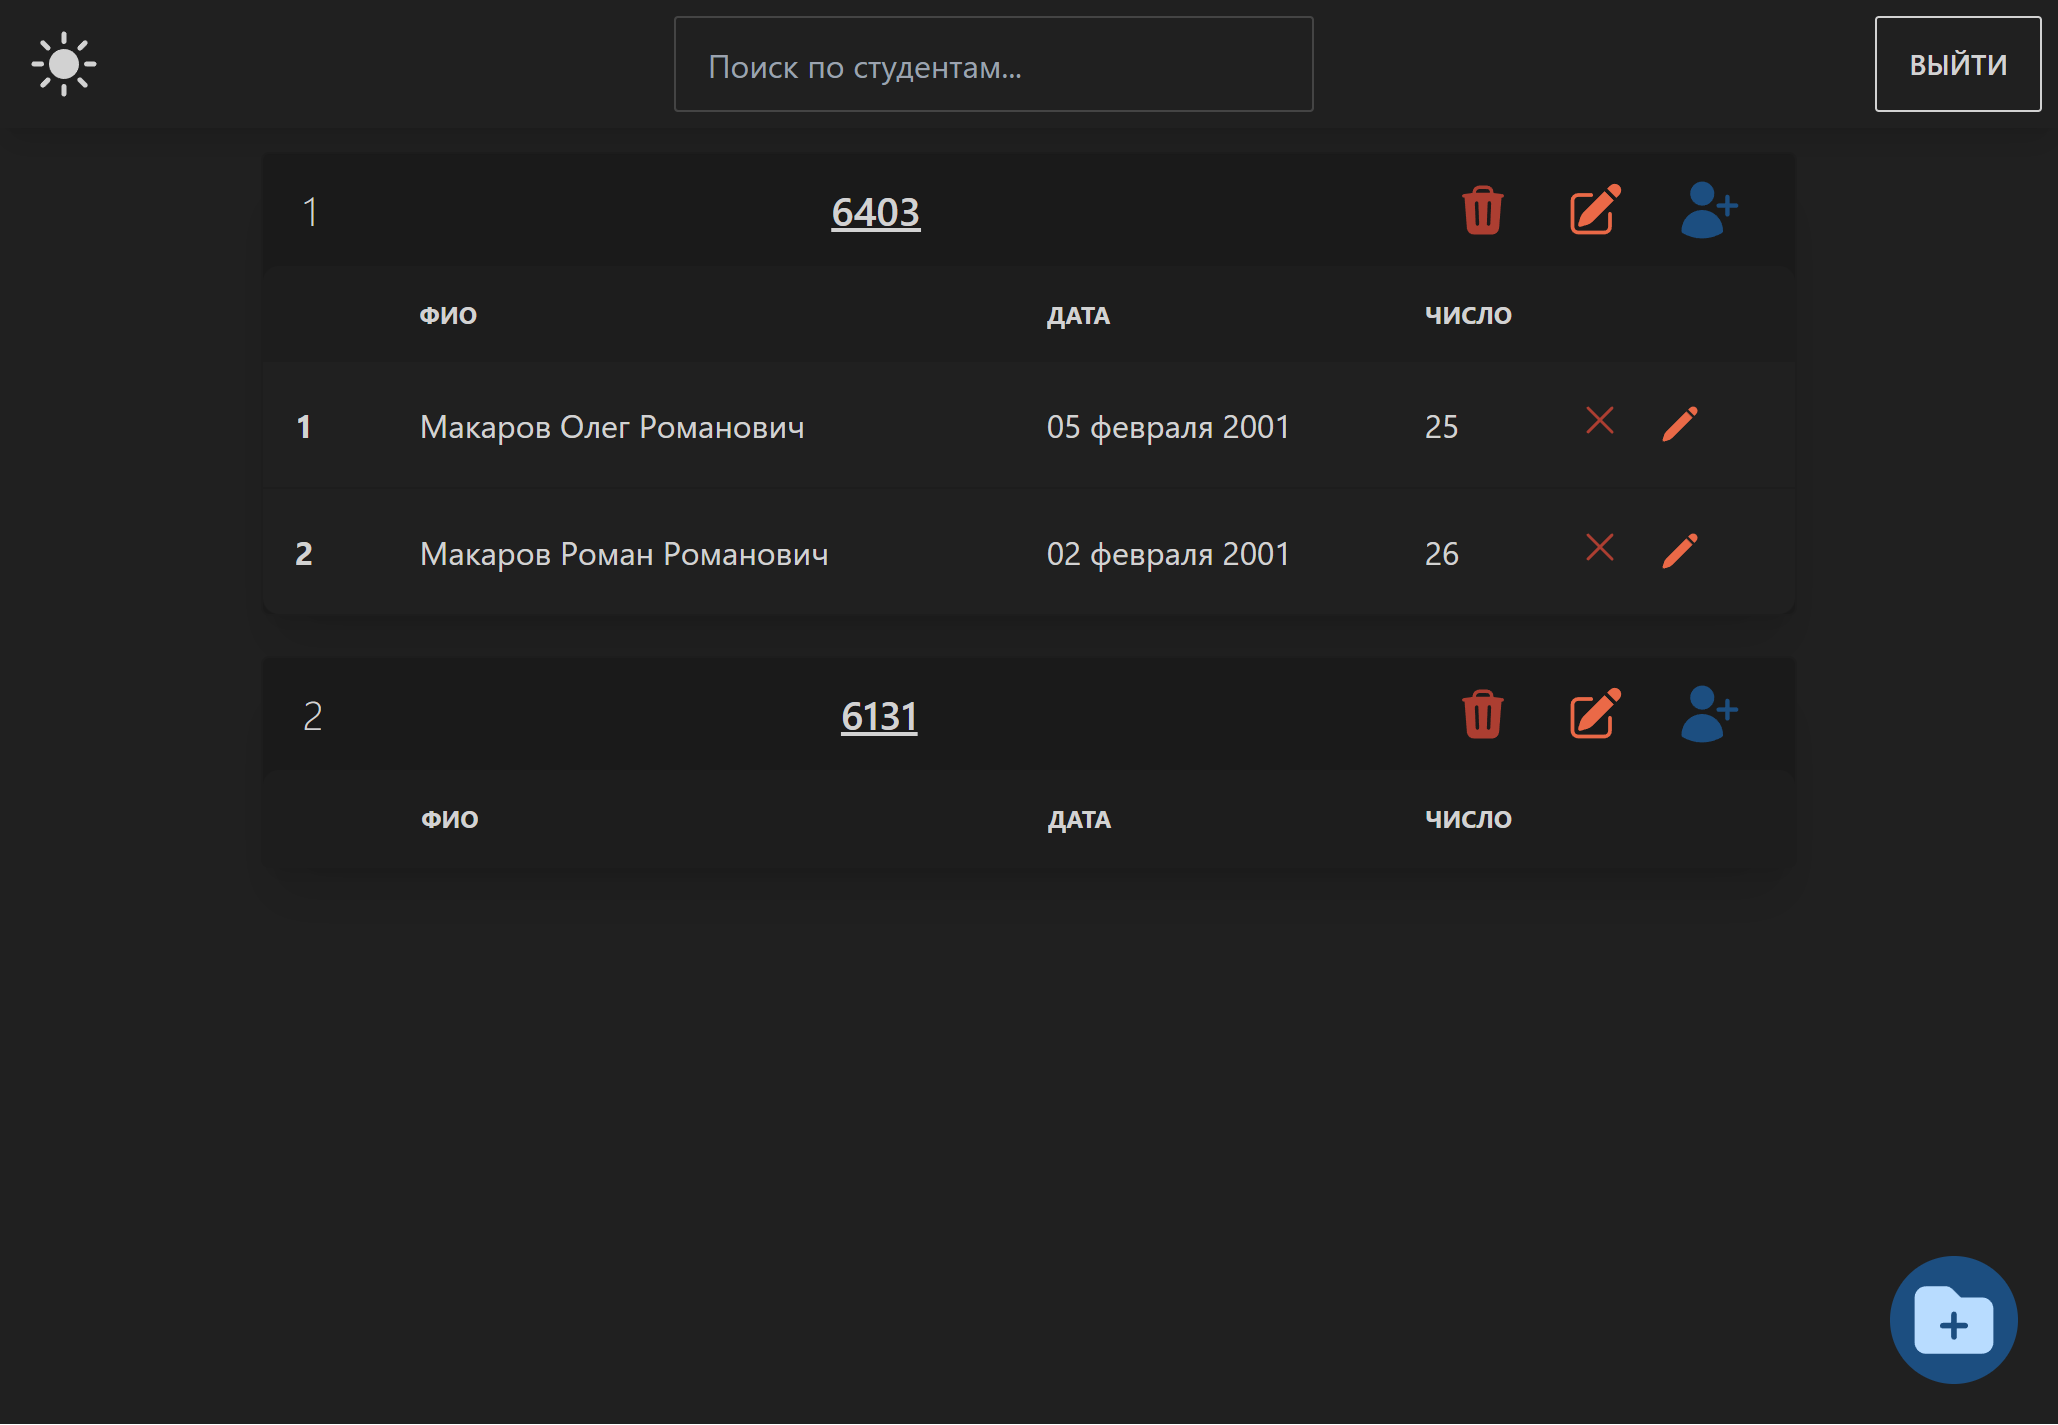 Поиск по студентам...
ВЫЙТИ
1 6403
ФИО ДАТА ЧИСЛО
1 Макаров Олег Романович 05 февраля 2001 25
2 Макаров Роман Романович 02 февраля 2001 26
2 6131
ФИО ДАТА ЧИСЛО